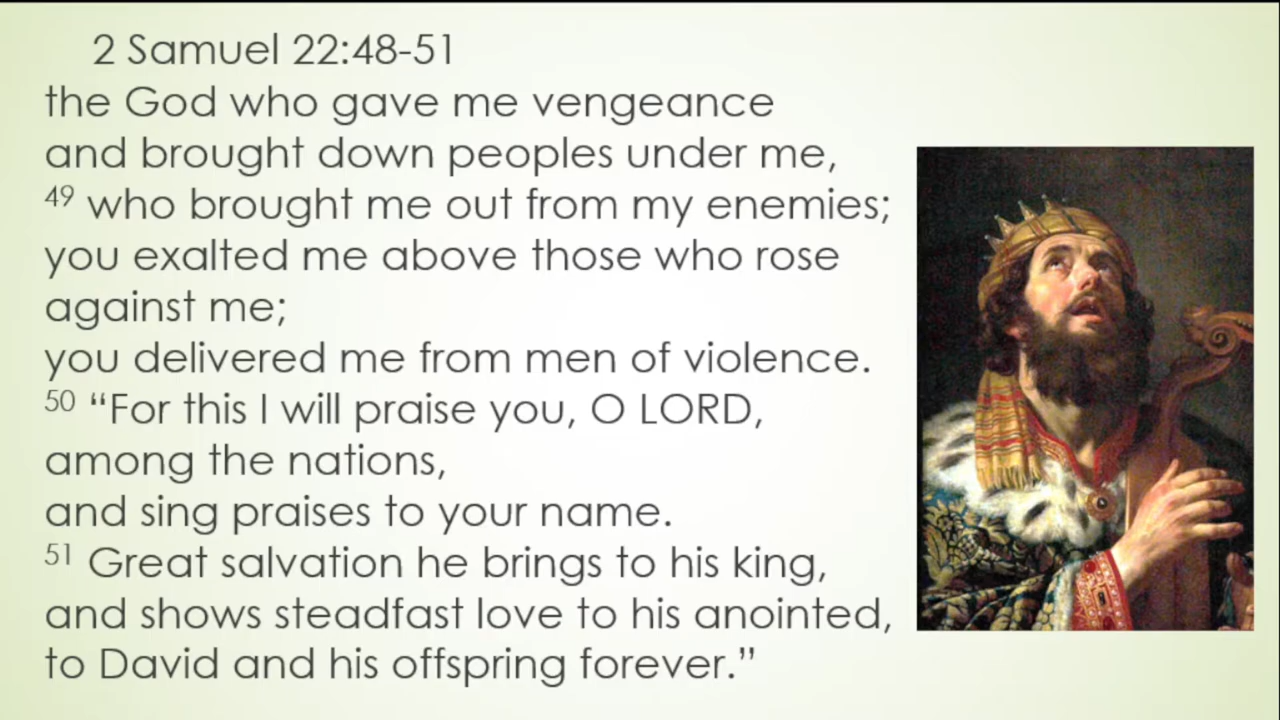 2 Samuel 22:48-51
the God who gave me vengeance
and brought down peoples under me,
49 who brought me out from my enemies;
you exalted me above those who rose
against me;
you delivered me from men of violence.
50 “For this I will praise you, O LORD,
among the nations,
and sing praises to your name.
51 Great salvation he brings to his king,
and shows steadfast love to his anointed,
to David and his offspring forever.”